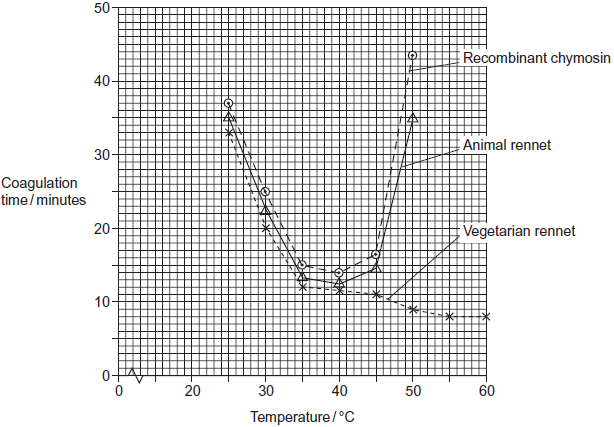 50
Recombinant chymosin
40
Animal rennet
30
Coagulation
time / minutes
Vegetarian rennet
20
10
0
0 20 30 40 50 60
Temperature / °C